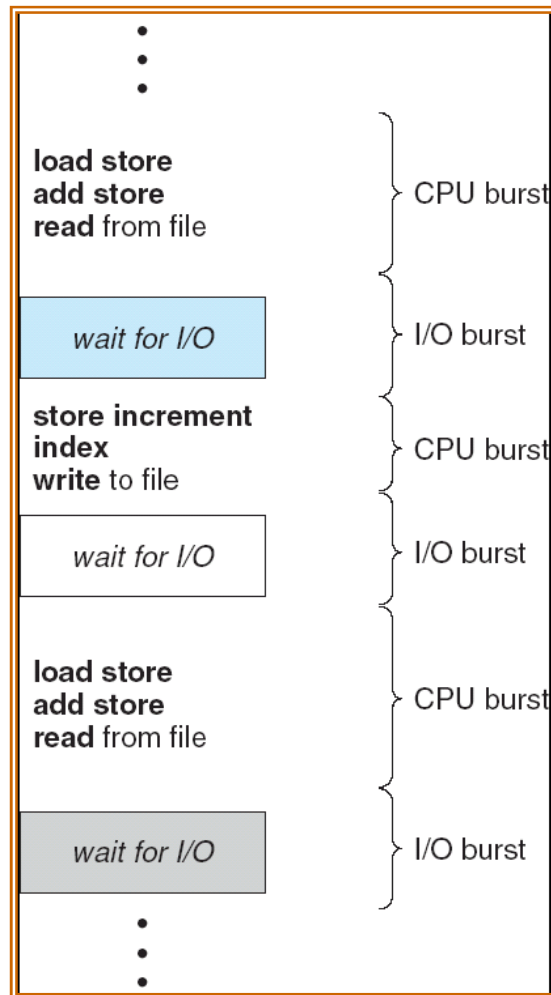 load store
add store
read from file
CPU burst
wait for I/O
I/O burst
store increment
index
write to file
CPU burst
wait for I/O
I/O burst
load store
add store
read from file
CPU burst
wait for I/O
I/O burst